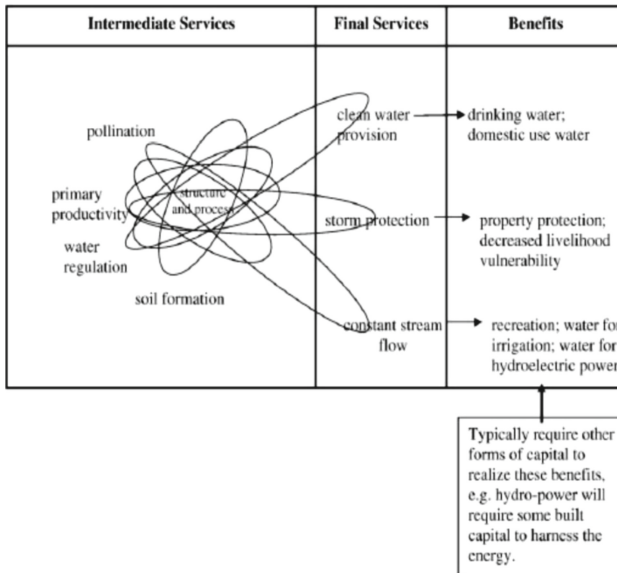 Intermediate Services
Final Services
Benefits
pollination
primary
productivity
water
regulation
soil formation
structure
and process
clean water
provision
storm protection
constant stream
flow
drinking water;
domestic use water
property protection;
decreased livelihood
vulnerability
recreation; water for
irrigation; water for
hydroelectric power
Typically require other
forms of capital to
realize these benefits,
e.g. hydro-power will
require some built
capital to harness the
energy.